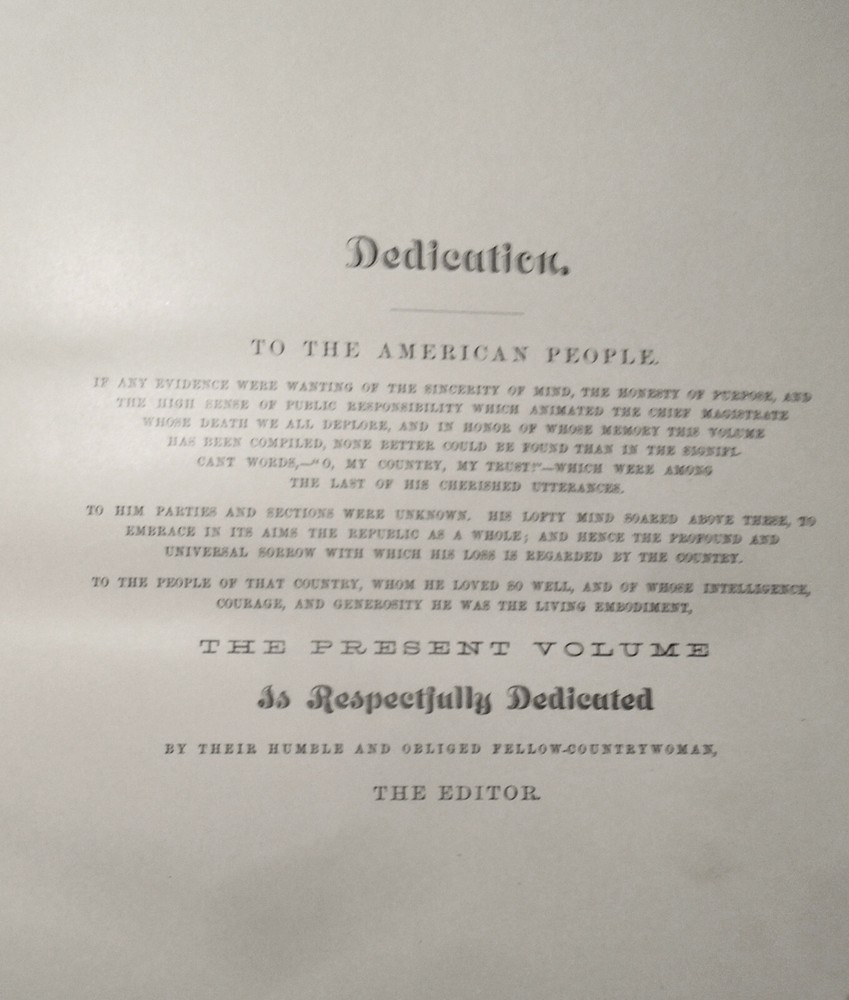 Dedication.
TO THE AMERICAN PEOPLE.
IF ANY EVIDENCE WERE WANTING OF THE SINCERITY OF MIND, THE HONESTY OF PURPOSE, AND
THE HIGH SENSE OF PUBLIC RESPONSIBILITY WHICH ANIMATED THE CHIEF MAGISTRATE
WHOSE DEATH WE ALL DEPLORE, AND IN HONOR OF WHOSE MEMORY THIS VOLUME
HAS BEEN COMPILED, NONE BETTER COULD BE FOUND THAN IN THE SIGNIFI-
CANT WORDS,—"O, MY COUNTRY, MY TRUST!"—WHICH WERE AMONG
THE LAST OF HIS CHERISHED UTTERANCES.
TO HIM PARTIES AND SECTIONS WERE UNKNOWN. HIS LOFTY MIND SOARED ABOVE THESE, TO
EMBRACE IN ITS AIMS THE REPUBLIC AS A WHOLE; AND HENCE THE PROFOUND AND
UNIVERSAL SORROW WITH WHICH HIS LOSS IS REGARDED BY THE COUNTRY.
TO THE PEOPLE OF THAT COUNTRY, WHOM HE LOVED SO WELL, AND OF WHOSE INTELLIGENCE,
COURAGE, AND GENEROSITY HE WAS THE LIVING EMBODIMENT,
THE PRESENT VOLUME
Is Respectfully Dedicated
BY THEIR HUMBLE AND OBLIGED FELLOW-COUNTRYWOMAN,
THE EDITOR.